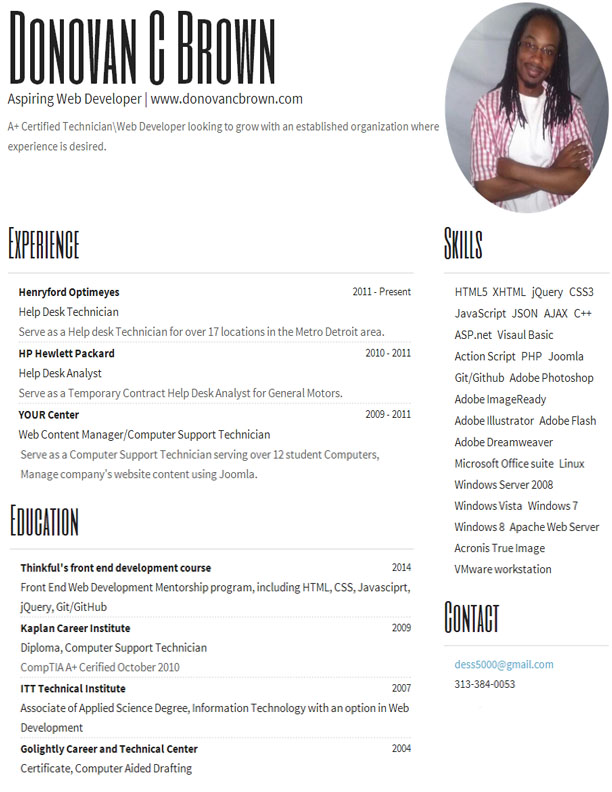 Donovan C Brown
Aspiring Web Developer | www.donovancbrown.com
A+ Certified Technician\Web Developer looking to grow with an established organization where
experience is desired.
Experience
Henryford Optimeyes 2011 - Present
Help Desk Technician
Serve as a Help desk Technician for over 17 locations in the Metro Detroit area.
HP Hewlett Packard 2010 - 2011
Help Desk Analyst
Serve as a Temporary Contract Help Desk Analyst for General Motors.
YOUR Center 2009 - 2011
Web Content Manager/Computer Support Technician
Serve as a Computer Support Technician serving over 12 student Computers,
Manage company's website content using Joomla.
Education
Thinkful's front end development course 2014
Front End Web Development Mentorship program, including HTML, CSS, Javascirpt,
jQuery, Git/GitHub
Kaplan Career Institute 2009
Diploma, Computer Support Technician
CompTIA A+ Cerified October 2010
ITT Technical Institute 2007
Associate of Applied Science Degree, Information Technology with an option in Web
Development
Golightly Career and Technical Center 2004
Certificate, Computer Aided Drafting
Skills
HTML5 XHTML jQuery CSS3
JavaScript JSON AJAX C++
ASP.net Visaul Basic
Action Script PHP Joomla
Git/Github Adobe Photoshop
Adobe ImageReady
Adobe Illustrator Adobe Flash
Adobe Dreamweaver
Microsoft Office suite Linux
Windows Server 2008
Windows Vista Windows 7
Windows 8 Apache Web Server
Acronis True Image
VMware workstation
Contact
dess5000@gmail.com
313-384-0053